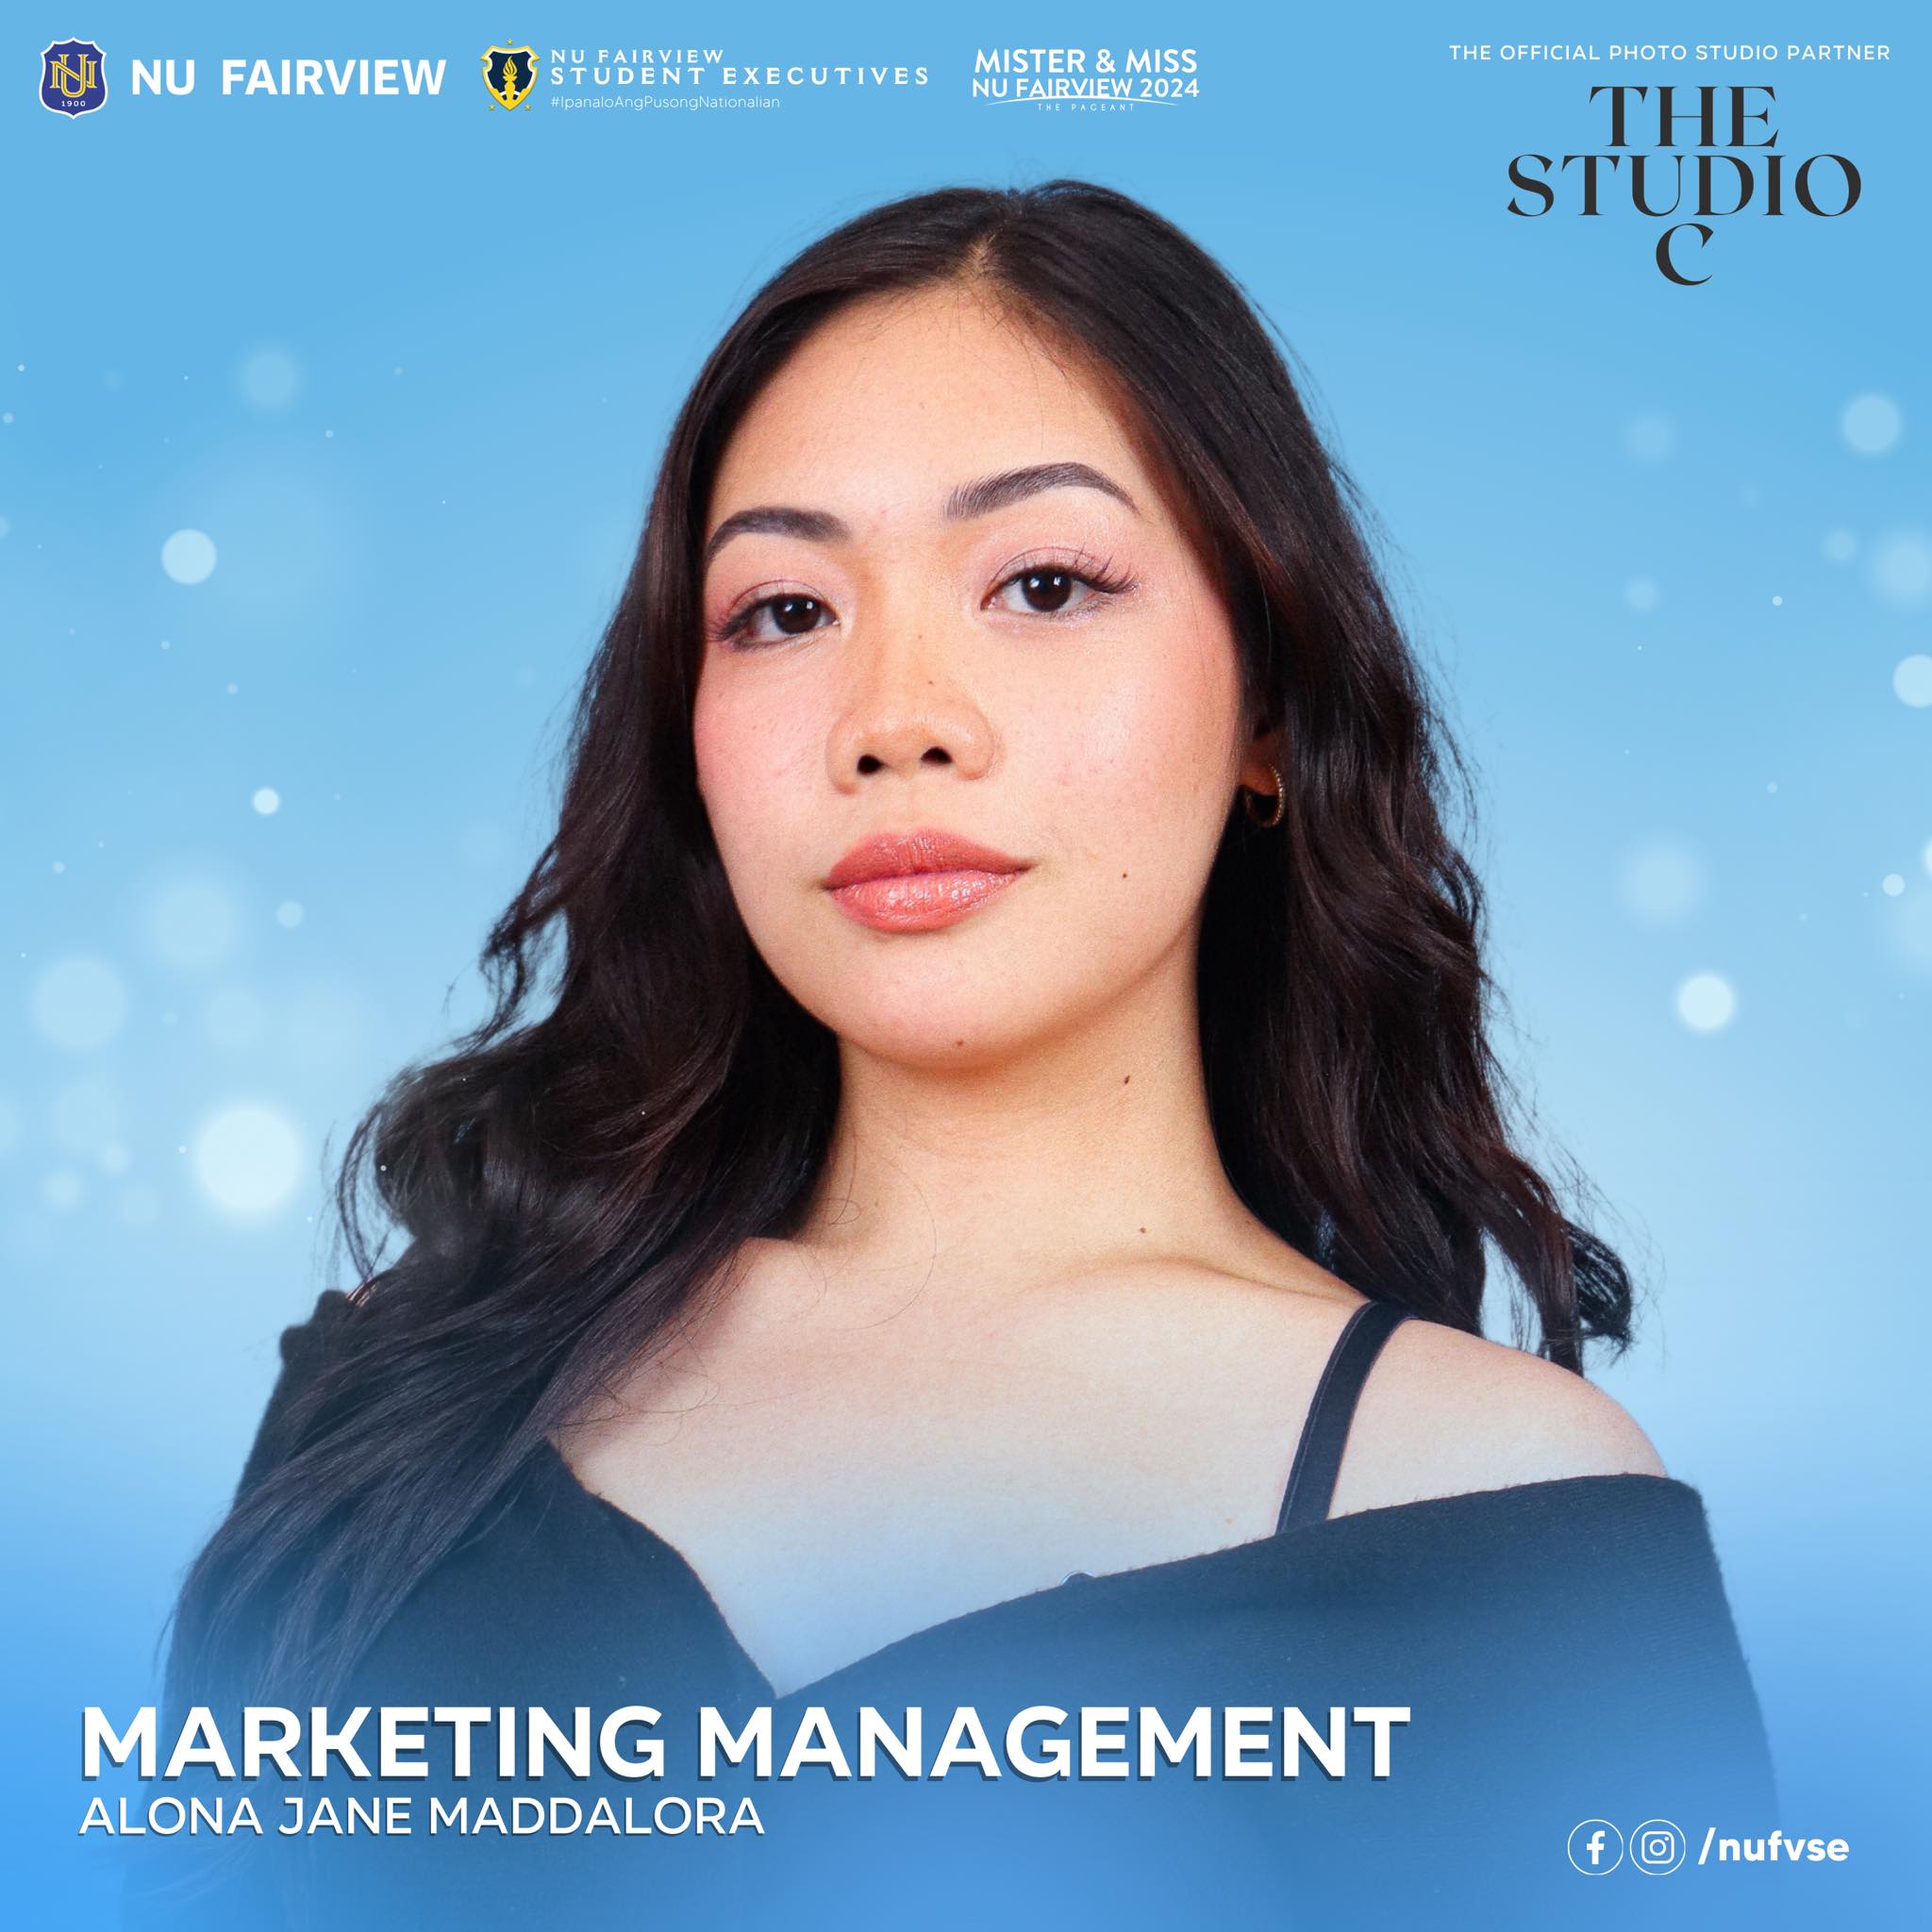 NU FAIRVIEW
1900
NU FAIRVIEW
STUDENT EXECUTIVES
#IpanaloAngPusongNationalian
MISTER & MISS
NU FAIRVIEW 2024
THE PAGEANT
THE OFFICIAL PHOTO STUDIO PARTNER
THE
STUDIO
C
MARKETING MANAGEMENT
ALONA JANE MADDALORA
/nufvse